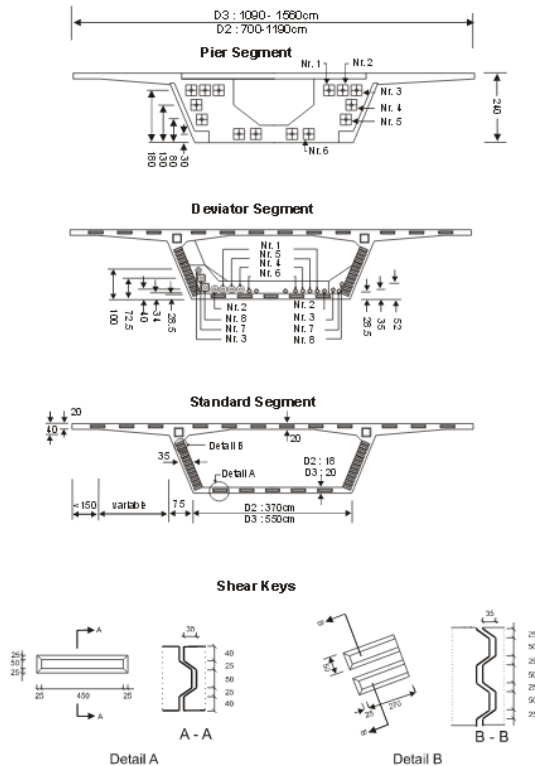 D3 : 1090 - 1560cm
D2 : 700-1190cm
Pier Segment
Nr. 1
Nr. 2
Nr. 3
Nr. 4
Nr. 5
Nr. 6
240
180
130
80
30
Deviator Segment
Nr. 1
Nr. 5
Nr. 4
Nr. 6
Nr. 2
Nr. 8
Nr. 7
Nr. 3
Nr. 2
Nr. 3
Nr. 7
Nr. 8
100
72.5
40
34
28.5
28.5
35
52
Standard Segment
20
40
20
Detail B
35
Detail A
D2 : 18
D3 : 20
<150
variable
75
D2 : 370cm
D3 : 550cm
Shear Keys
A
25
50
25
25
450
25
A
35
40
25
50
25
40
A - A
Detail A
B
25
270
B
35
25
50
25
50
25
50
25
B - B
Detail B